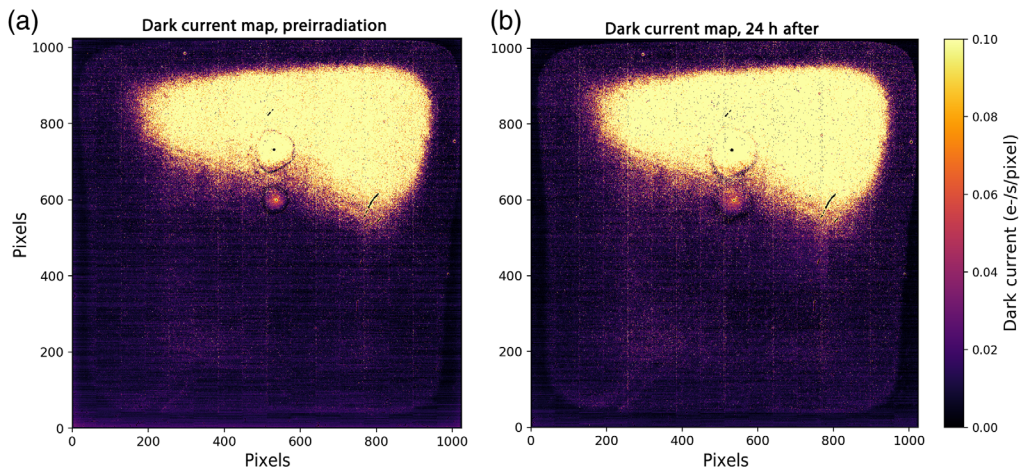 (a)
Dark current map, preirradiation
1000
800
600
400
200
0
Pixels
0 200 400 600 800 1000
Pixels
(b)
Dark current map, 24 h after
1000
800
600
400
200
0
0 200 400 600 800 1000
Pixels
0.10
0.08
0.06
0.04
0.02
0.00
Dark current (e-/s/pixel)